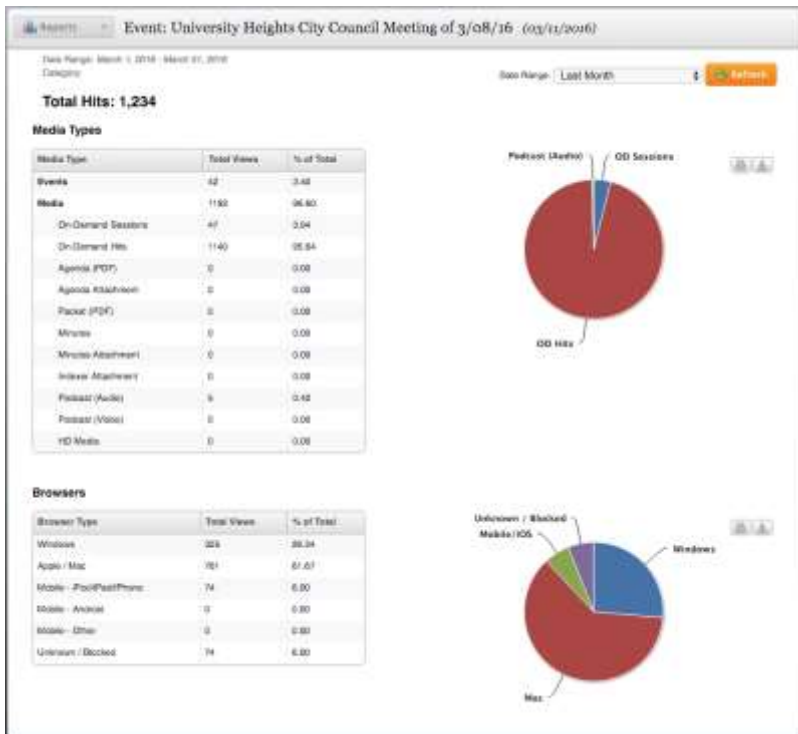 Reports
Event: University Heights City Council Meeting of 3/08/16 (03/11/2016)
Date Range: March 1, 2016 - March 31, 2016
Category:
Date Range: Last Month
Refresh
Total Hits: 1,234
Media Types
Media Type Total Views % of Total
Events 42 3.40
Media 1192 96.60
On-Demand Sessions 47
On-Demand Hits 1140
Agenda (PDF) 0 0.00
Agenda Attachment 0 0.00
Packet (PDF) 0 0.00
Minutes 0 0.00
Minutes Attachment 0 0.00
Indexer Attachment 0 0.00
Podcast (Audio) 5
Podcast (Video) 0 0.00
HD Media 0 0.00
Podcast (Audio)
OD Sessions
OD Hits
Browsers
Browser Type Total Views % of Total
Windows 325
Apple / Mac 761 61.67
Mobile - iPod/iPad/iPhone 74 6.00
Mobile - Android 0 0.00
Mobile - Other 0 0.00
Unknown / Blocked 74 6.00
Unknown / Blocked
Mobile/iOS
Windows
Mac